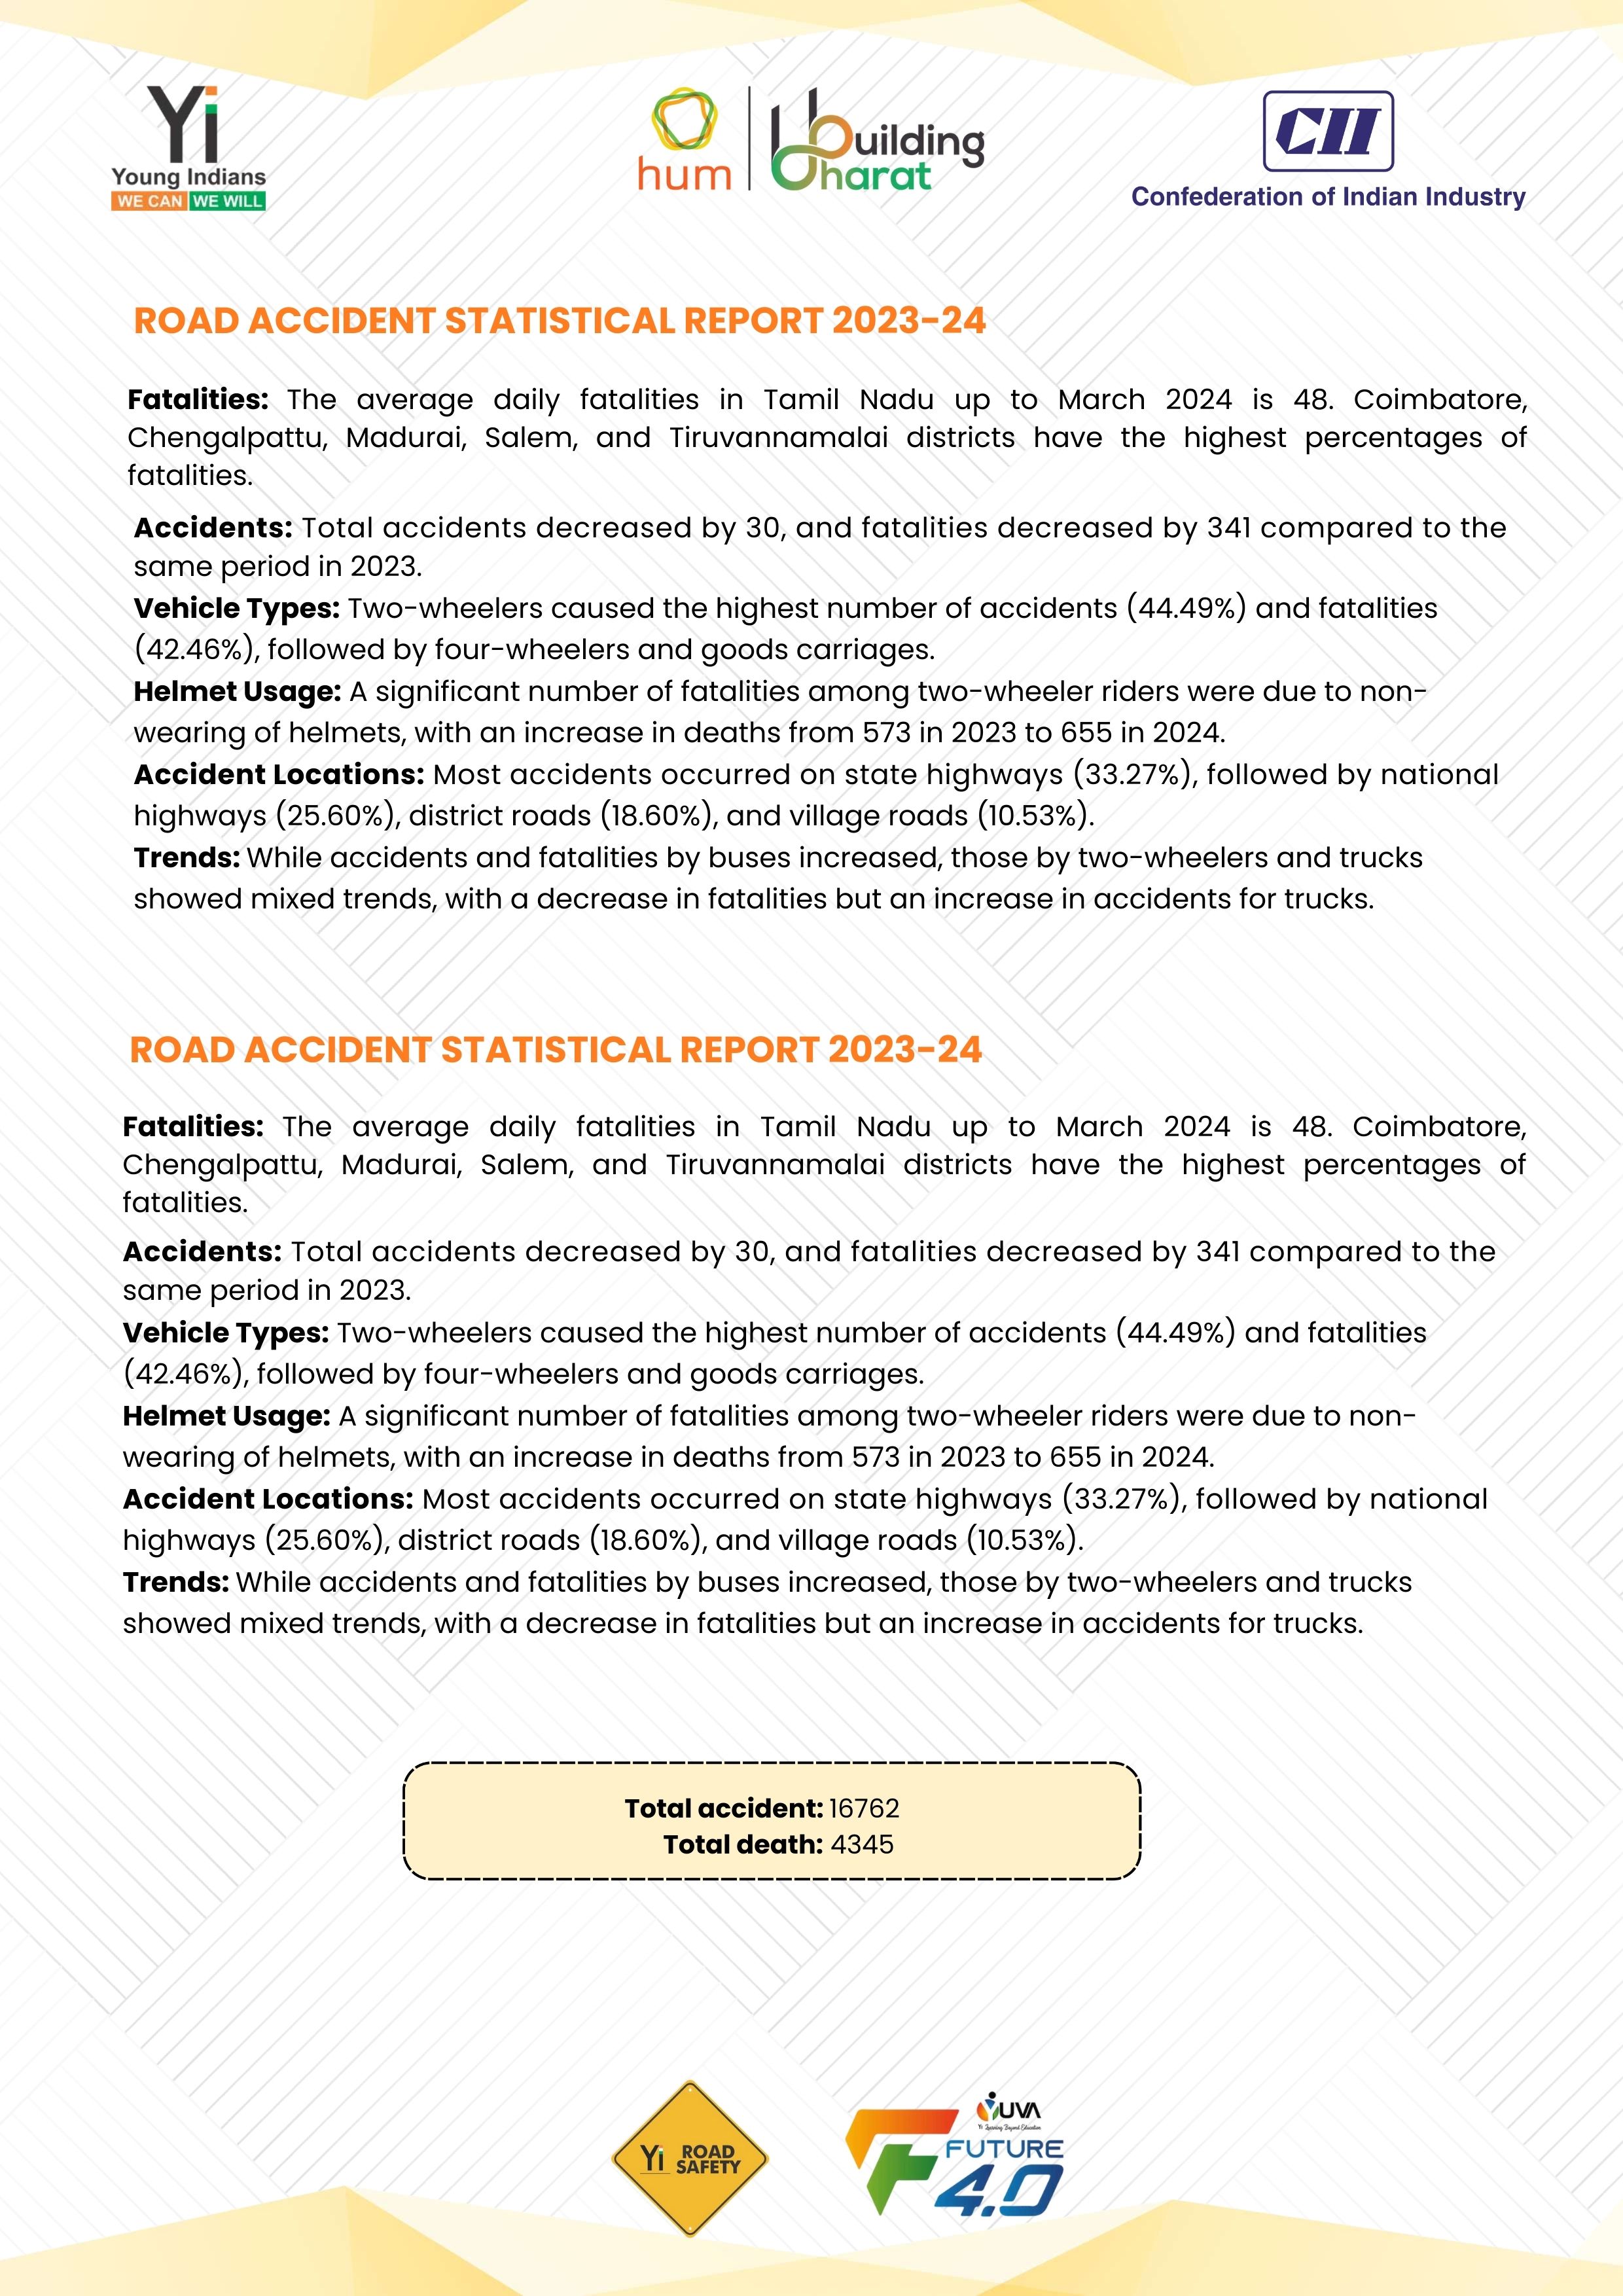 Yi
Young Indians
WE CAN WE WILL
hum
Building
Bharat
CII
Confederation of Indian Industry
ROAD ACCIDENT STATISTICAL REPORT 2023-24
Fatalities: The average daily fatalities in Tamil Nadu up to March 2024 is 48. Coimbatore,
Chengalpattu, Madurai, Salem, and Tiruvannamalai districts have the highest percentages of
fatalities.
Accidents: Total accidents decreased by 30, and fatalities decreased by 341 compared to the
same period in 2023.
Vehicle Types: Two-wheelers caused the highest number of accidents (44.49%) and fatalities
(42.46%), followed by four-wheelers and goods carriages.
Helmet Usage: A significant number of fatalities among two-wheeler riders were due to non-
wearing of helmets, with an increase in deaths from 573 in 2023 to 655 in 2024.
Accident Locations: Most accidents occurred on state highways (33.27%), followed by national
highways (25.60%), district roads (18.60%), and village roads (10.53%).
Trends: While accidents and fatalities by buses increased, those by two-wheelers and trucks
showed mixed trends, with a decrease in fatalities but an increase in accidents for trucks.
ROAD ACCIDENT STATISTICAL REPORT 2023-24
Fatalities: The average daily fatalities in Tamil Nadu up to March 2024 is 48. Coimbatore,
Chengalpattu, Madurai, Salem, and Tiruvannamalai districts have the highest percentages of
fatalities.
Accidents: Total accidents decreased by 30, and fatalities decreased by 341 compared to the
same period in 2023.
Vehicle Types: Two-wheelers caused the highest number of accidents (44.49%) and fatalities
(42.46%), followed by four-wheelers and goods carriages.
Helmet Usage: A significant number of fatalities among two-wheeler riders were due to non-
wearing of helmets, with an increase in deaths from 573 in 2023 to 655 in 2024.
Accident Locations: Most accidents occurred on state highways (33.27%), followed by national
highways (25.60%), district roads (18.60%), and village roads (10.53%).
Trends: While accidents and fatalities by buses increased, those by two-wheelers and trucks
showed mixed trends, with a decrease in fatalities but an increase in accidents for trucks.
Total accident: 16762
Total death: 4345
Yi ROAD
SAFETY
YUVA
Yi Learning Beyond Education
FUTURE
4.0